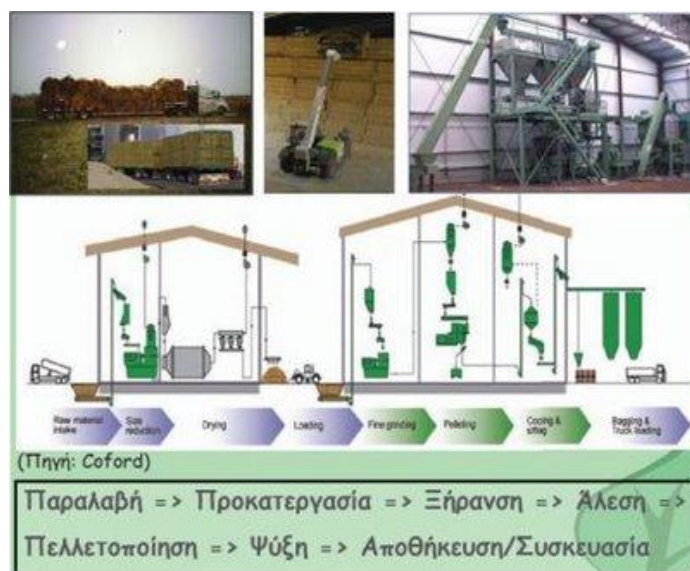 Raw material intake
Size reduction
Drying
Loading
Fine grinding
Pelleting
Cooling & sifting
Bagging & Truck loading
(Πηγή: Coford)
Παραλαβή => Προκατεργασία => Ξήρανση => Άλεση =>
Πελλετοποίηση => Ψύξη => Αποθήκευση/Συσκευασία